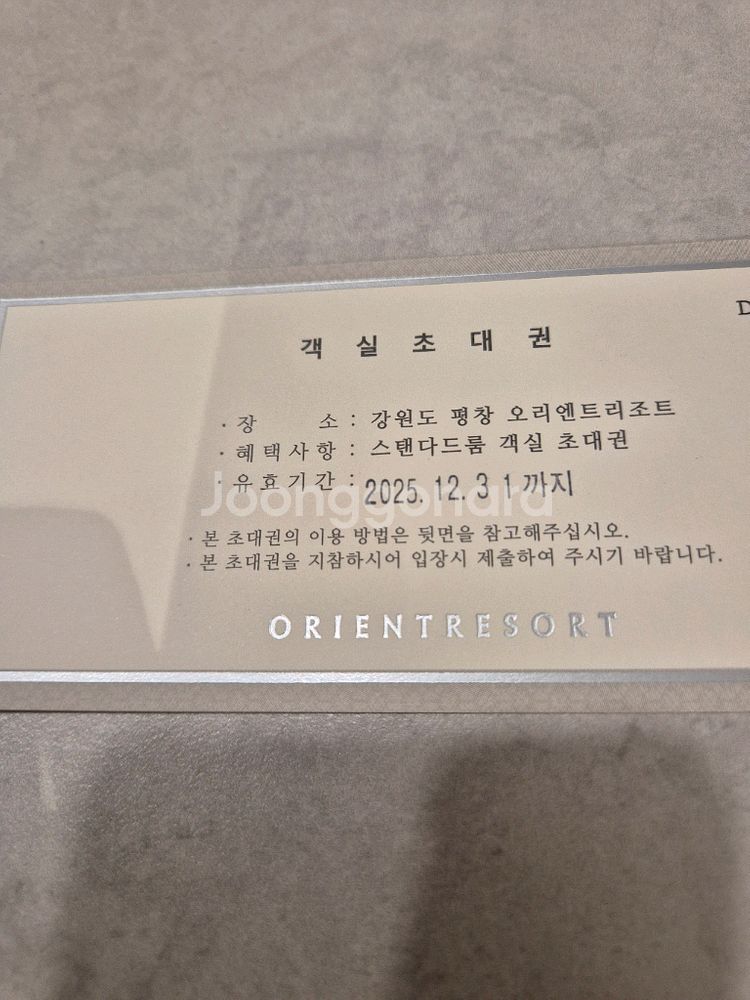 D
객 실 초 대 권
· 장 소 : 강원도 평창 오리엔트리조트
· 혜택사항 : 스탠다드룸 객실 초대권
· 유효기간 : 2025. 12. 3 1 까지
Joonggonara
· 본 초대권의 이용 방법은 뒷면을 참고해주십시오.
· 본 초대권을 지참하시어 입장시 제출하여 주시기 바랍니다.
ORIENTRESORT